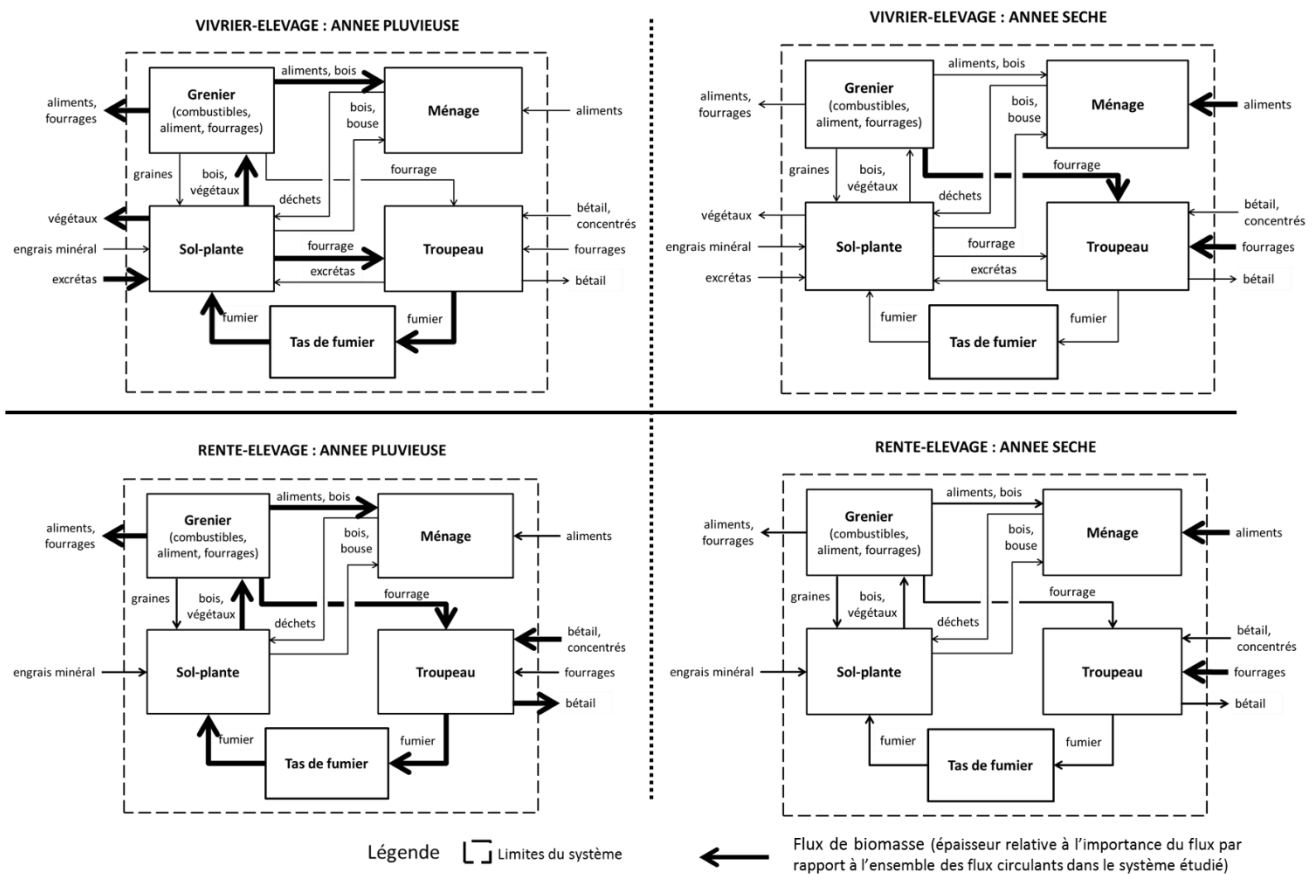 VIVRIER-ELEVAGE : ANNEE PLUVIEUSE
aliments, bois
Grenier
(combustibles,
aliment, fourrages)
Ménage
aliments,
fourrages
bois,
bouse
aliments
graines
bois,
végétaux
fourrage
déchets
végétaux
engrais minéral
excrétas
Sol-plante
fourrage
excrétas
Troupeau
bétail,
concentrés
fourrages
bétail
fumier
fumier
Tas de fumier
VIVRIER-ELEVAGE : ANNEE SECHE
aliments, bois
Grenier
(combustibles,
aliment, fourrages)
Ménage
aliments,
fourrages
bois,
bouse
aliments
graines
bois,
végétaux
fourrage
déchets
végétaux
engrais minéral
excrétas
Sol-plante
fourrage
excrétas
Troupeau
bétail,
concentrés
fourrages
bétail
fumier
fumier
Tas de fumier
RENTE-ELEVAGE : ANNEE PLUVIEUSE
aliments, bois
Grenier
(combustibles,
aliment, fourrages)
Ménage
aliments,
fourrages
bois,
bouse
aliments
graines
bois,
végétaux
fourrage
déchets
engrais minéral
Sol-plante
Troupeau
bétail,
concentrés
fourrages
bétail
fumier
fumier
Tas de fumier
RENTE-ELEVAGE : ANNEE SECHE
aliments, bois
Grenier
(combustibles,
aliment, fourrages)
Ménage
aliments,
fourrages
bois,
bouse
aliments
graines
bois,
végétaux
fourrage
déchets
engrais minéral
Sol-plante
Troupeau
bétail,
concentrés
fourrages
bétail
fumier
fumier
Tas de fumier
Légende
Limites du système
Flux de biomasse (épaisseur relative à l'importance du flux par
rapport à l'ensemble des flux circulants dans le système étudié)